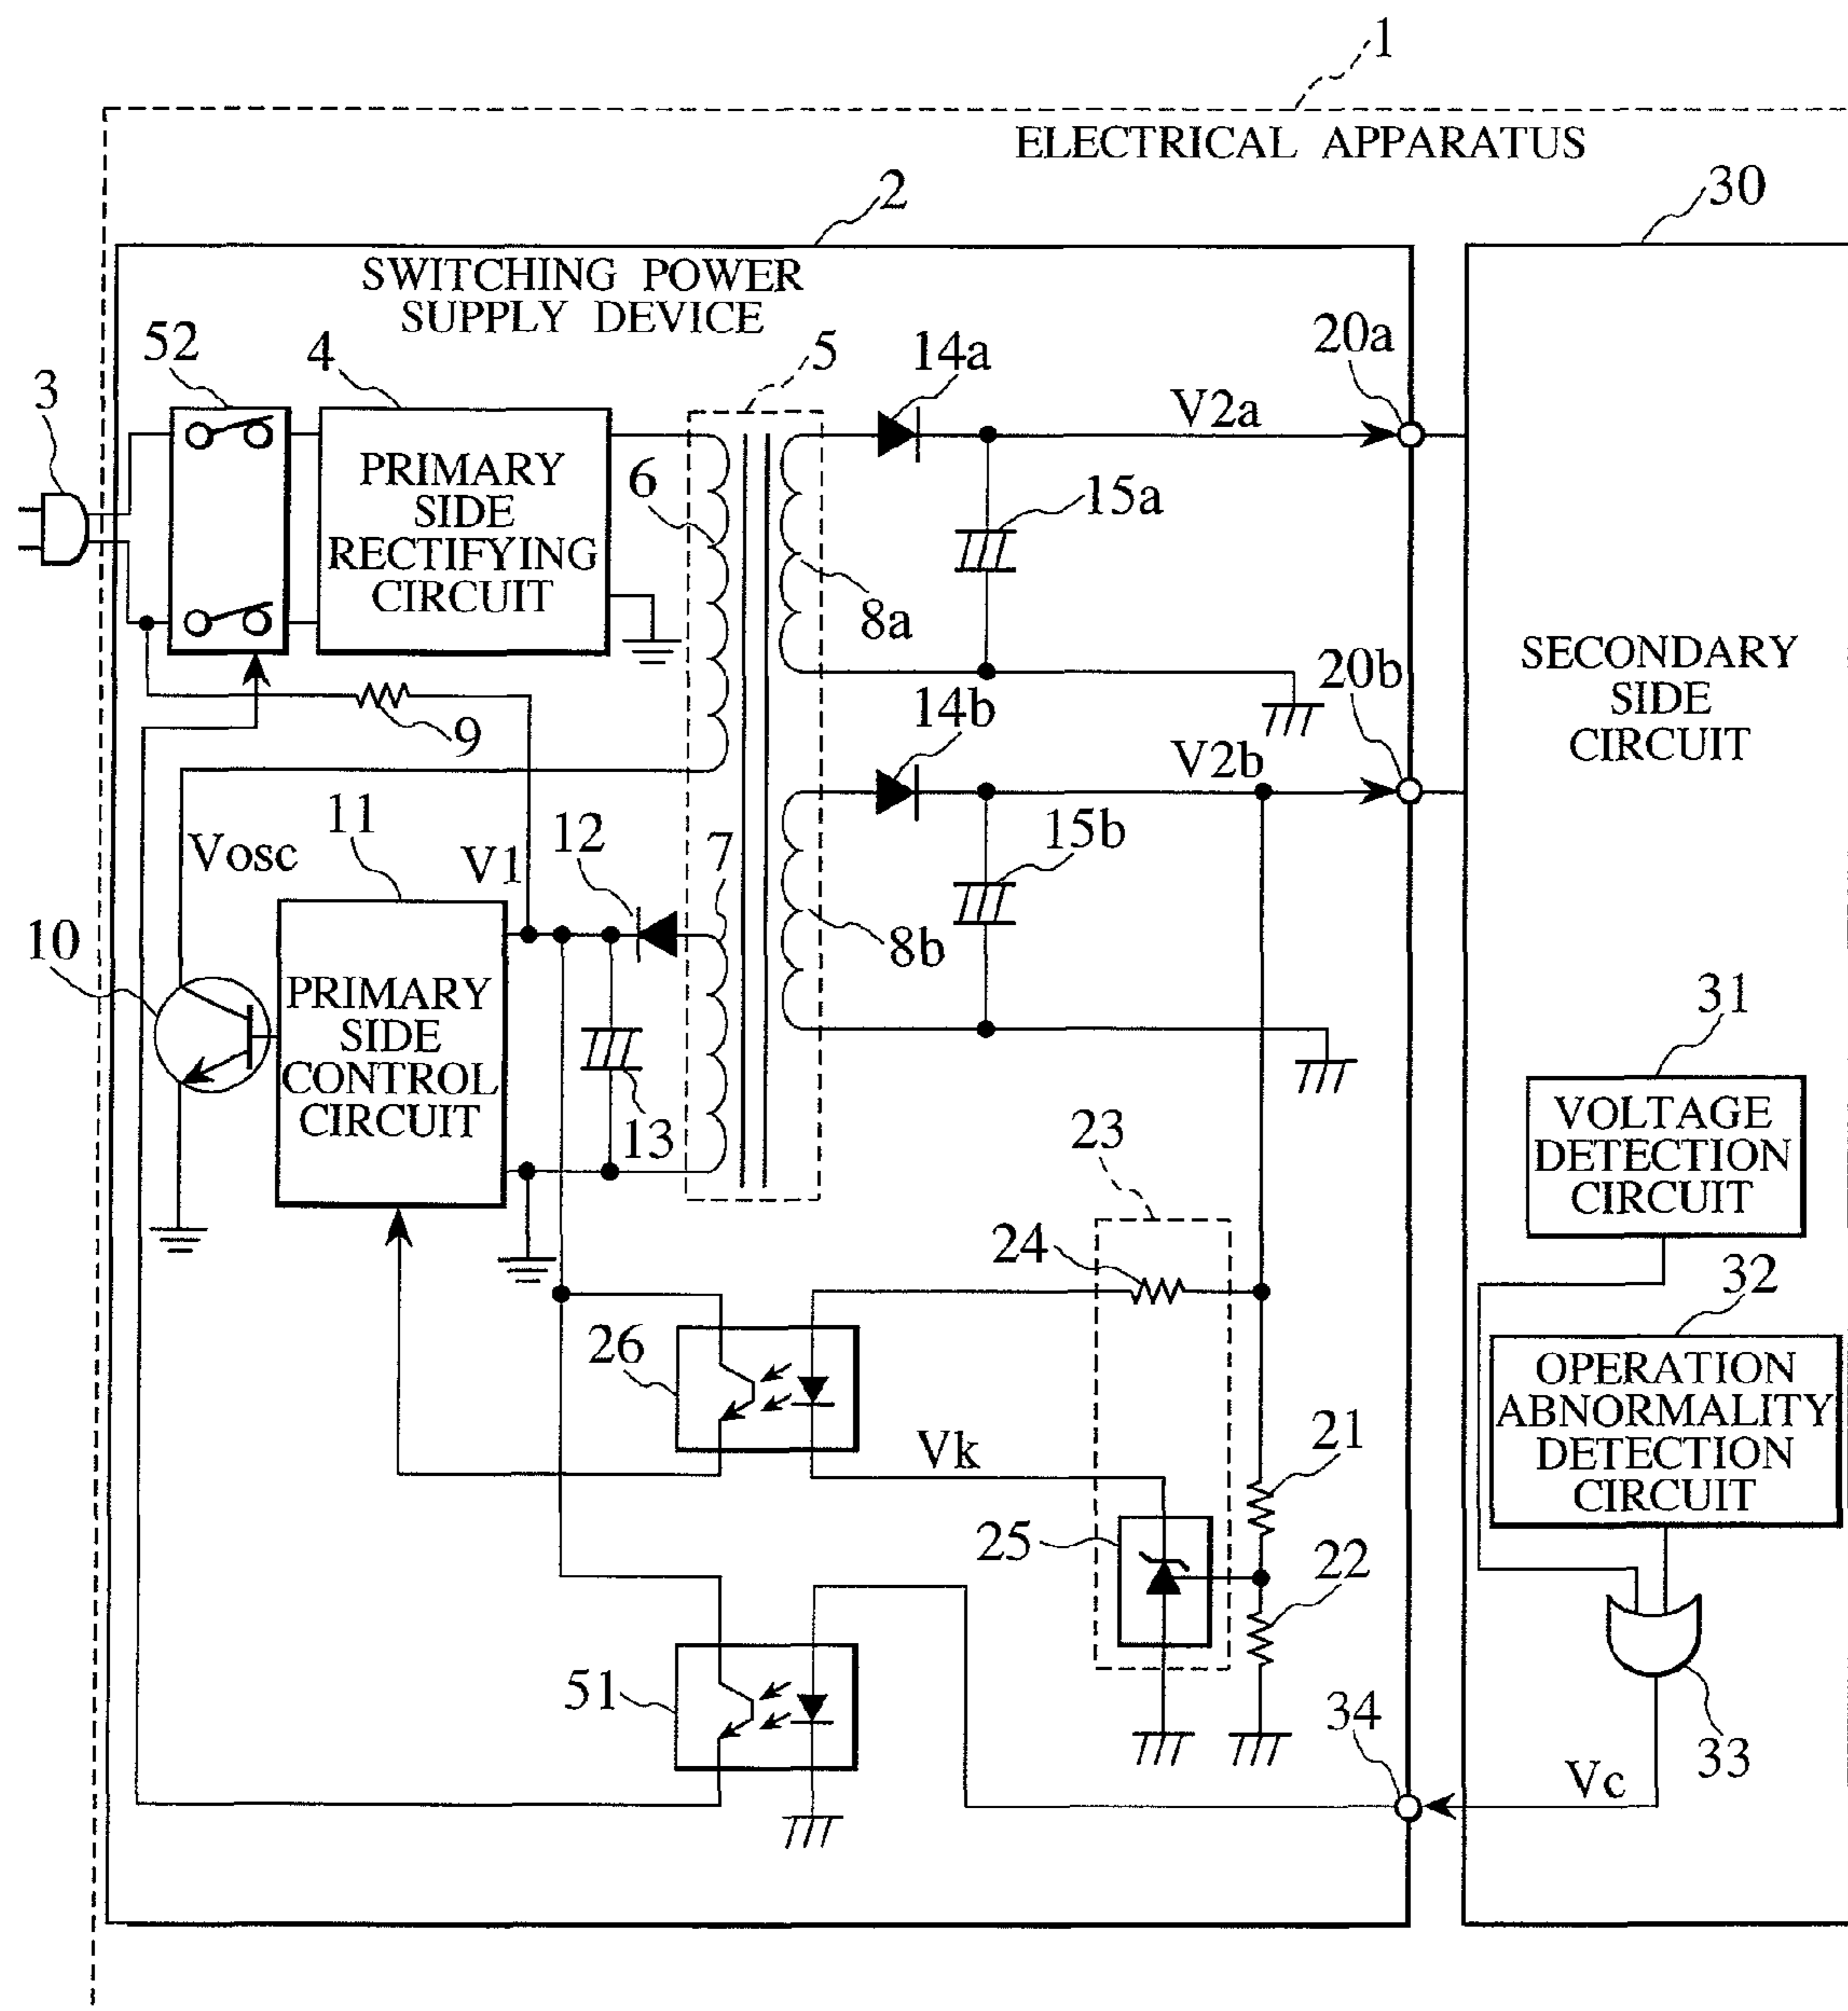 1
ELECTRICAL APPARATUS
2
30
SWITCHING POWER
SUPPLY DEVICE
52
4
5
14a
20a
3
V2a
PRIMARY
SIDE
RECTIFYING
CIRCUIT
6
15a
8a
SECONDARY
SIDE
CIRCUIT
20b
9
14b
V2b
11
12
7
15b
Vosc
V1
10
8b
PRIMARY
SIDE
CONTROL
CIRCUIT
13
31
VOLTAGE
DETECTION
CIRCUIT
23
24
32
26
OPERATION
ABNORMALITY
DETECTION
CIRCUIT
Vk
21
25
22
51
34
33
Vc